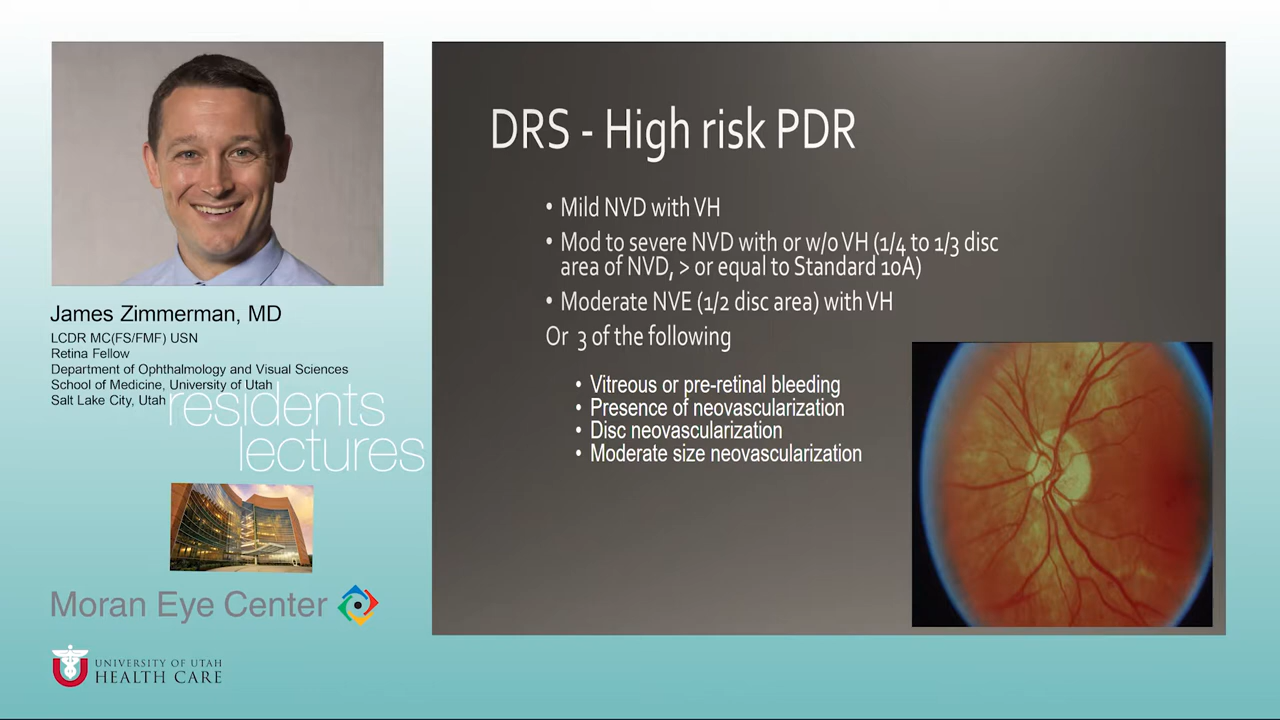 James Zimmerman, MD
LCDR MC(FS/FMF) USN
Retina Fellow
Department of Ophthalmology and Visual Sciences
School of Medicine, University of Utah
Salt Lake City, Utah
residents
lectures
Moran Eye Center
UNIVERSITY OF UTAH
HEALTH CARE
DRS - High risk PDR
• Mild NVD with VH
• Mod to severe NVD with or w/o VH (1/4 to 1/3 disc
area of NVD, > or equal to Standard 10A)
• Moderate NVE (1/2 disc area) with VH
Or 3 of the following
• Vitreous or pre-retinal bleeding
• Presence of neovascularization
• Disc neovascularization
• Moderate size neovascularization